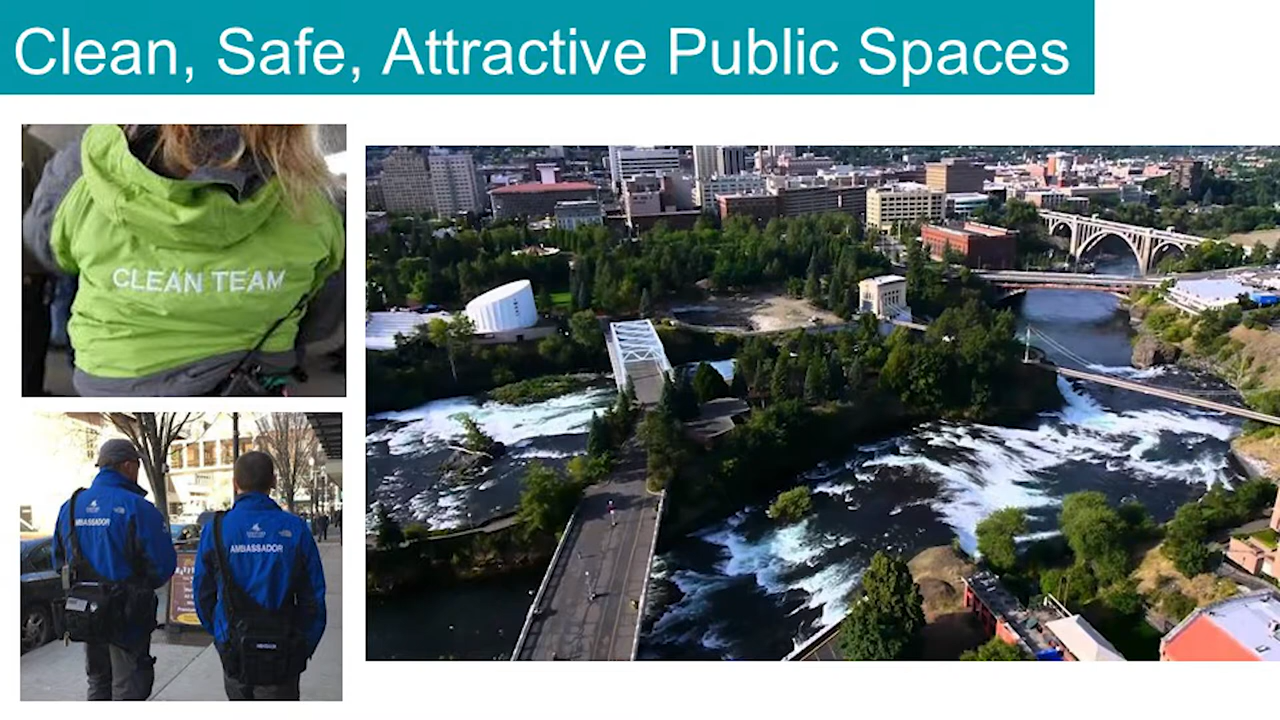 Clean, Safe, Attractive Public Spaces
CLEAN TEAM
AMBASSADOR
AMBASSADOR